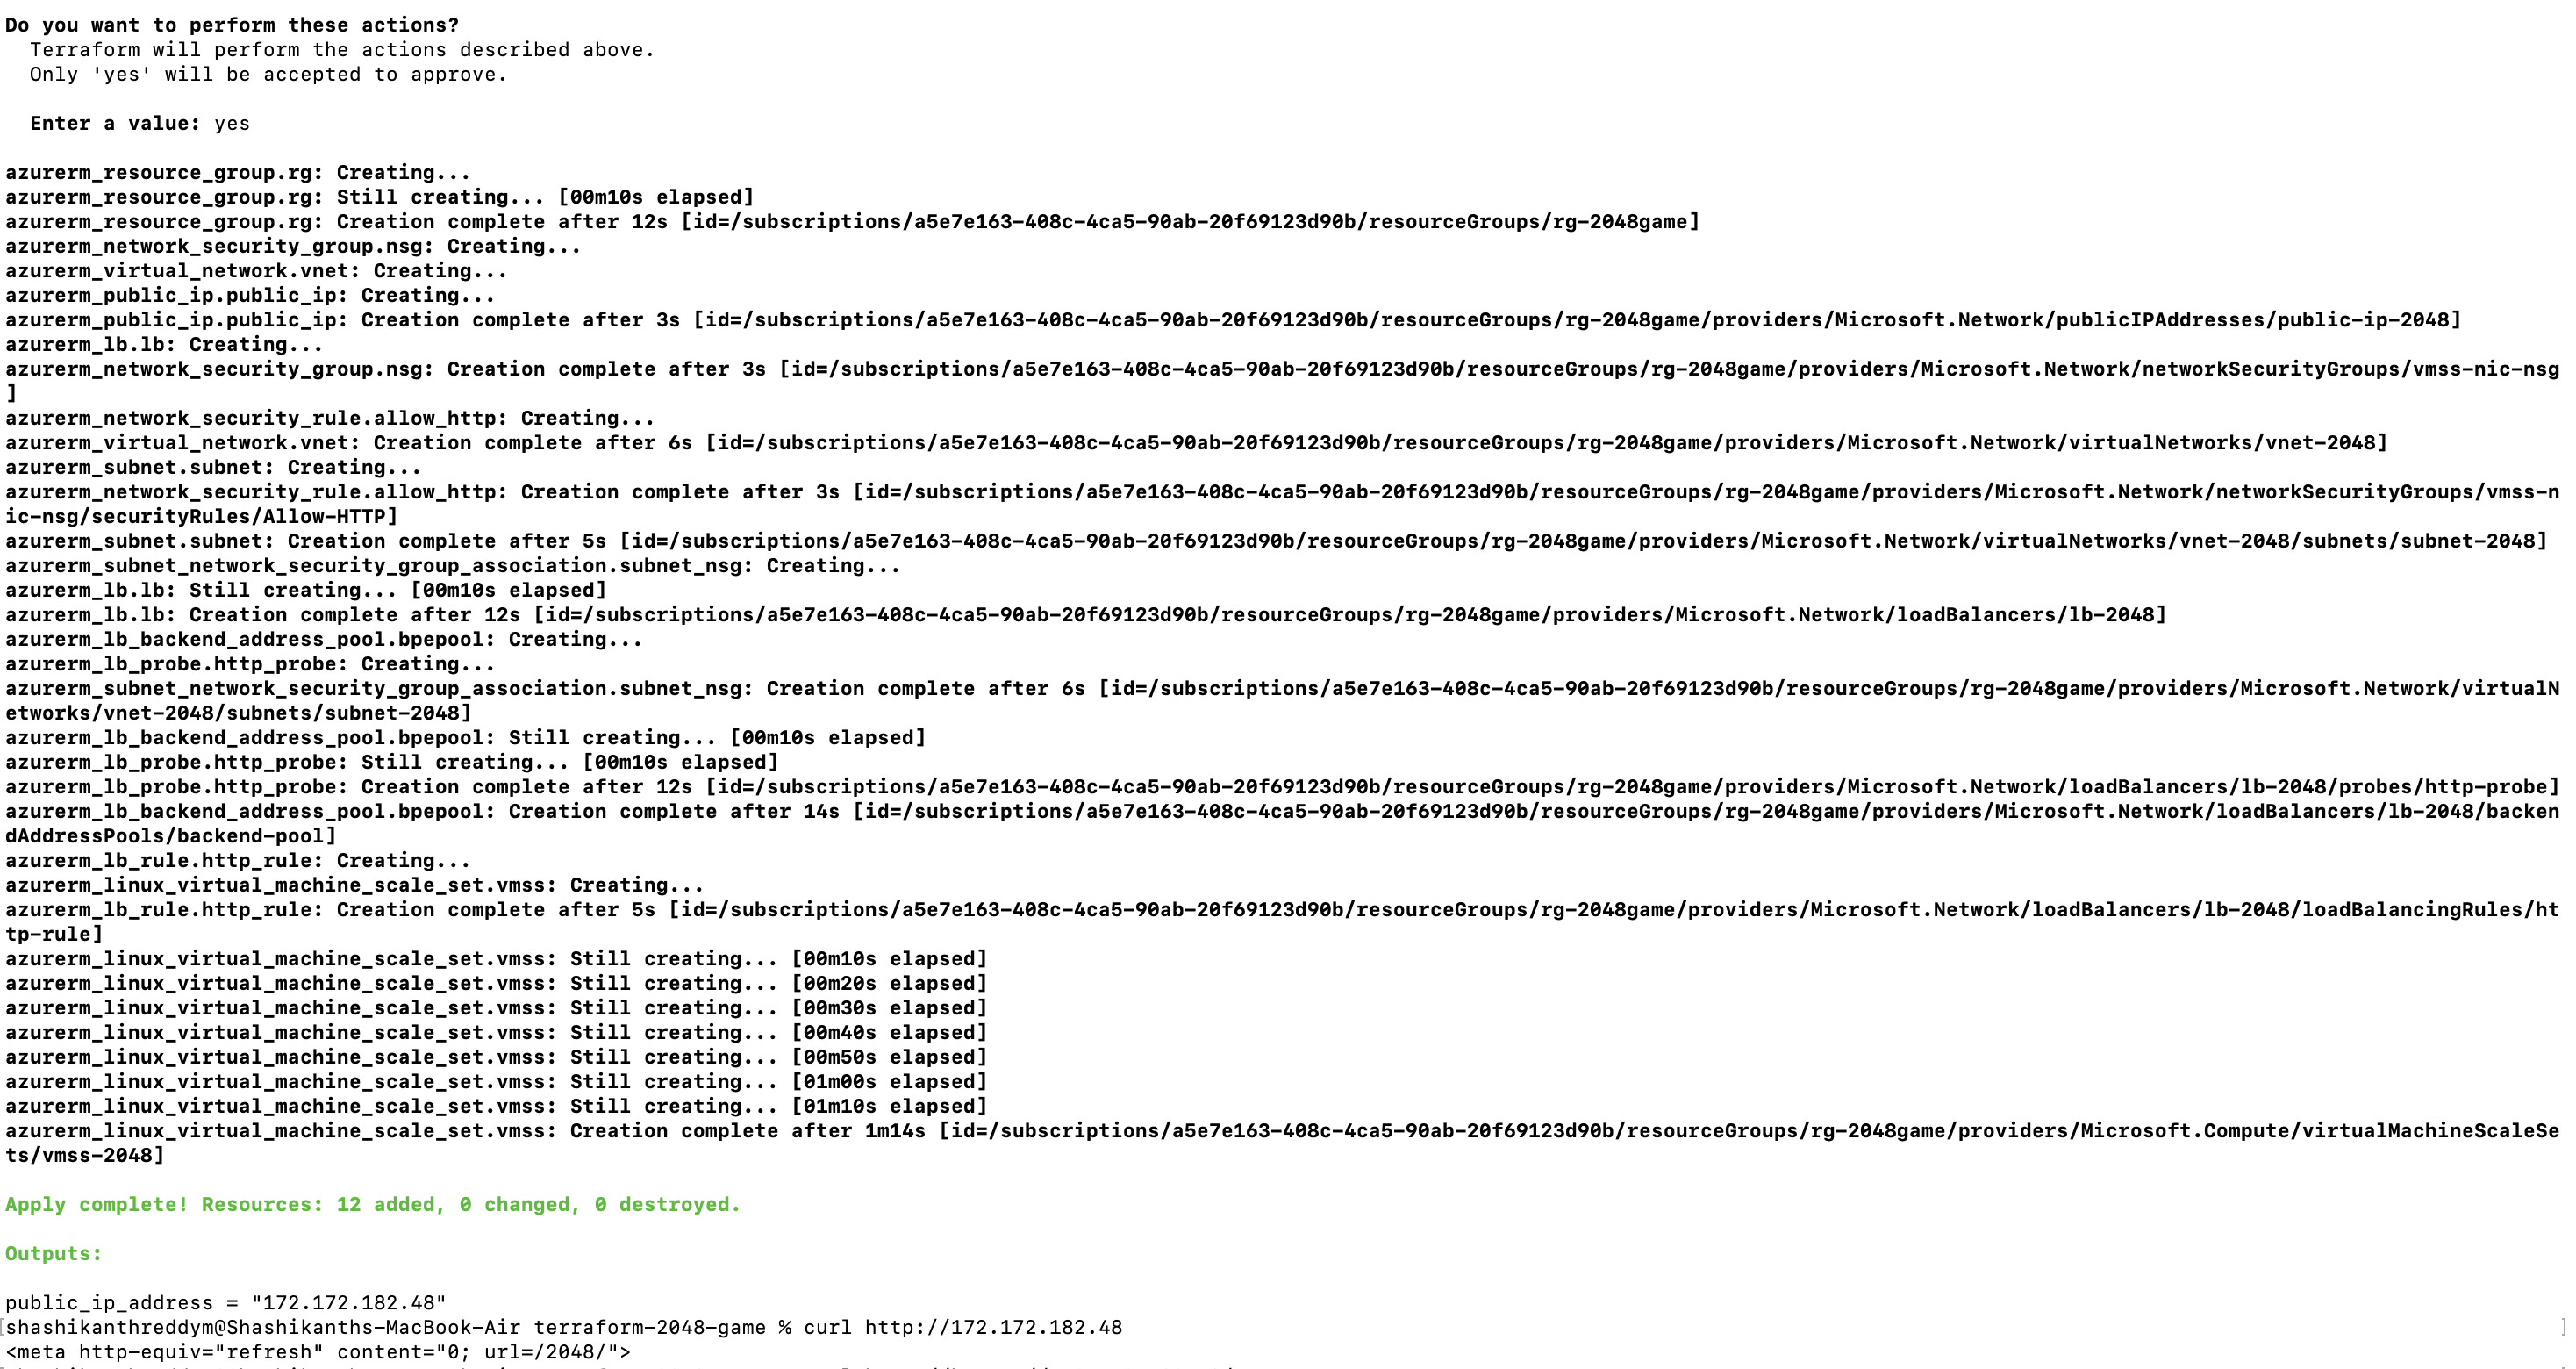 Do you want to perform these actions?
Terraform will perform the actions described above.
Only 'yes' will be accepted to approve.
Enter a value: yes
azurerm_resource_group.rg: Creating...
azurerm_resource_group.rg: Still creating... [00m10s elapsed]
azurerm_resource_group.rg: Creation complete after 12s [id=/subscriptions/a5e7e163-408c-4ca5-90ab-20f69123d90b/resourceGroups/rg-2048game]
azurerm_network_security_group.nsg: Creating...
azurerm_virtual_network.vnet: Creating...
azurerm_public_ip.public_ip: Creating...
azurerm_public_ip.public_ip: Creation complete after 3s [id=/subscriptions/a5e7e163-408c-4ca5-90ab-20f69123d90b/resourceGroups/rg-2048game/providers/Microsoft.Network/publicIPAddresses/public-ip-2048]
azurerm_lb.lb: Creating...
azurerm_network_security_group.nsg: Creation complete after 3s [id=/subscriptions/a5e7e163-408c-4ca5-90ab-20f69123d90b/resourceGroups/rg-2048game/providers/Microsoft.Network/networkSecurityGroups/vmss-nic-nsg
]
azurerm_network_security_rule.allow_http: Creating...
azurerm_virtual_network.vnet: Creation complete after 6s [id=/subscriptions/a5e7e163-408c-4ca5-90ab-20f69123d90b/resourceGroups/rg-2048game/providers/Microsoft.Network/virtualNetworks/vnet-2048]
azurerm_subnet.subnet: Creating...
azurerm_network_security_rule.allow_http: Creation complete after 3s [id=/subscriptions/a5e7e163-408c-4ca5-90ab-20f69123d90b/resourceGroups/rg-2048game/providers/Microsoft.Network/networkSecurityGroups/vmss-n
ic-nsg/securityRules/Allow-HTTP]
azurerm_subnet.subnet: Creation complete after 5s [id=/subscriptions/a5e7e163-408c-4ca5-90ab-20f69123d90b/resourceGroups/rg-2048game/providers/Microsoft.Network/virtualNetworks/vnet-2048/subnets/subnet-2048]
azurerm_subnet_network_security_group_association.subnet_nsg: Creating...
azurerm_lb.lb: Still creating... [00m10s elapsed]
azurerm_lb.lb: Creation complete after 12s [id=/subscriptions/a5e7e163-408c-4ca5-90ab-20f69123d90b/resourceGroups/rg-2048game/providers/Microsoft.Network/loadBalancers/lb-2048]
azurerm_lb_backend_address_pool.bpepool: Creating...
azurerm_lb_probe.http_probe: Creating...
azurerm_subnet_network_security_group_association.subnet_nsg: Creation complete after 6s [id=/subscriptions/a5e7e163-408c-4ca5-90ab-20f69123d90b/resourceGroups/rg-2048game/providers/Microsoft.Network/virtualN
etworks/vnet-2048/subnets/subnet-2048]
azurerm_lb_backend_address_pool.bpepool: Still creating... [00m10s elapsed]
azurerm_lb_probe.http_probe: Still creating... [00m10s elapsed]
azurerm_lb_probe.http_probe: Creation complete after 12s [id=/subscriptions/a5e7e163-408c-4ca5-90ab-20f69123d90b/resourceGroups/rg-2048game/providers/Microsoft.Network/loadBalancers/lb-2048/probes/http-probe]
azurerm_lb_backend_address_pool.bpepool: Creation complete after 14s [id=/subscriptions/a5e7e163-408c-4ca5-90ab-20f69123d90b/resourceGroups/rg-2048game/providers/Microsoft.Network/loadBalancers/lb-2048/backen
dAddressPools/backend-pool]
azurerm_lb_rule.http_rule: Creating...
azurerm_linux_virtual_machine_scale_set.vmss: Creating...
azurerm_lb_rule.http_rule: Creation complete after 5s [id=/subscriptions/a5e7e163-408c-4ca5-90ab-20f69123d90b/resourceGroups/rg-2048game/providers/Microsoft.Network/loadBalancers/lb-2048/loadBalancingRules/ht
tp-rule]
azurerm_linux_virtual_machine_scale_set.vmss: Still creating... [00m10s elapsed]
azurerm_linux_virtual_machine_scale_set.vmss: Still creating... [00m20s elapsed]
azurerm_linux_virtual_machine_scale_set.vmss: Still creating... [00m30s elapsed]
azurerm_linux_virtual_machine_scale_set.vmss: Still creating... [00m40s elapsed]
azurerm_linux_virtual_machine_scale_set.vmss: Still creating... [00m50s elapsed]
azurerm_linux_virtual_machine_scale_set.vmss: Still creating... [01m00s elapsed]
azurerm_linux_virtual_machine_scale_set.vmss: Still creating... [01m10s elapsed]
azurerm_linux_virtual_machine_scale_set.vmss: Creation complete after 1m14s [id=/subscriptions/a5e7e163-408c-4ca5-90ab-20f69123d90b/resourceGroups/rg-2048game/providers/Microsoft.Compute/virtualMachineScaleSe
ts/vmss-2048]
Apply complete! Resources: 12 added, 0 changed, 0 destroyed.
Outputs:
public_ip_address = "172.172.182.48"
[shashikanthreddym@Shashikanths-MacBook-Air terraform-2048-game % curl http://172.172.182.48 ]
<meta http-equiv="refresh" content="0; url=/2048/">